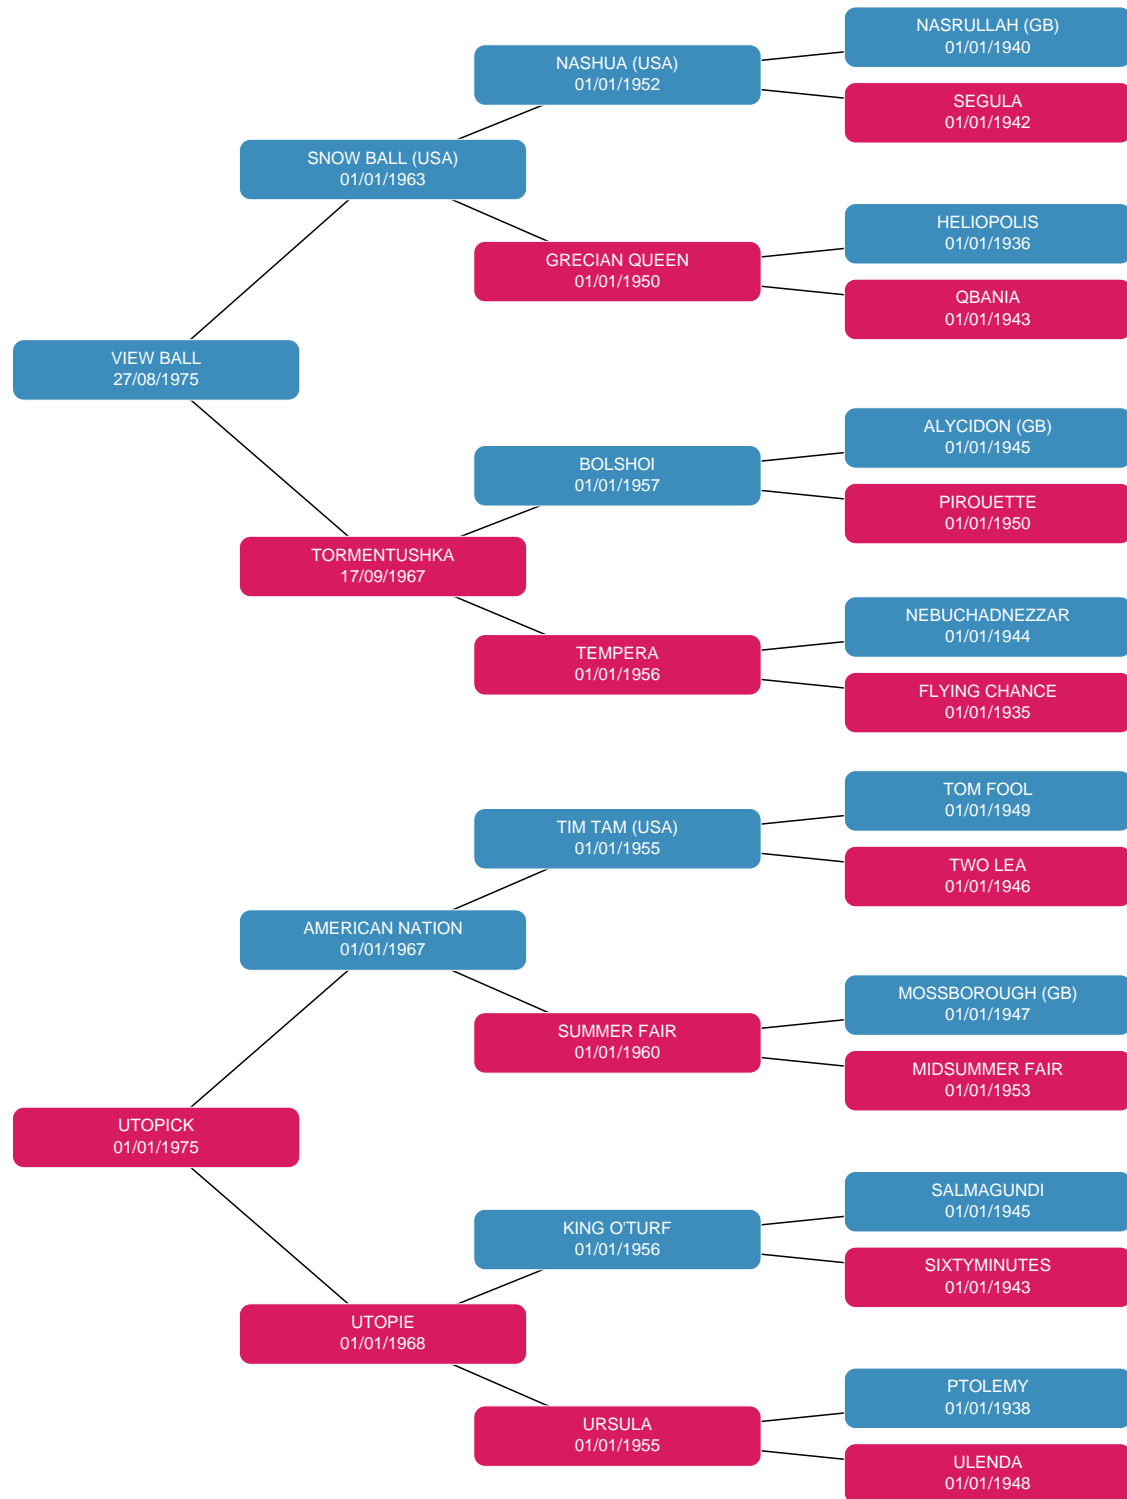 NASRULLAH (GB)
01/01/1940
NASHUA (USA)
01/01/1952
SEGULA
01/01/1942
SNOW BALL (USA)
01/01/1963
HELIOPOLIS
01/01/1936
GRECIAN QUEEN
01/01/1950
QBANIA
01/01/1943
VIEW BALL
27/08/1975
ALYCIDON (GB)
01/01/1945
BOLSHOI
01/01/1957
PIROUETTE
01/01/1950
TORMENTUSHKA
17/09/1967
NEBUCHADNEZZAR
01/01/1944
TEMPERA
01/01/1956
FLYING CHANCE
01/01/1935
TOM FOOL
01/01/1949
TIM TAM (USA)
01/01/1955
TWO LEA
01/01/1946
AMERICAN NATION
01/01/1967
MOSSBOROUGH (GB)
01/01/1947
SUMMER FAIR
01/01/1960
MIDSUMMER FAIR
01/01/1953
UTOPICK
01/01/1975
SALMAGUNDI
01/01/1945
KING O'TURF
01/01/1956
SIXTYMINUTES
01/01/1943
UTOPIE
01/01/1968
PTOLEMY
01/01/1938
URSULA
01/01/1955
ULENDA
01/01/1948